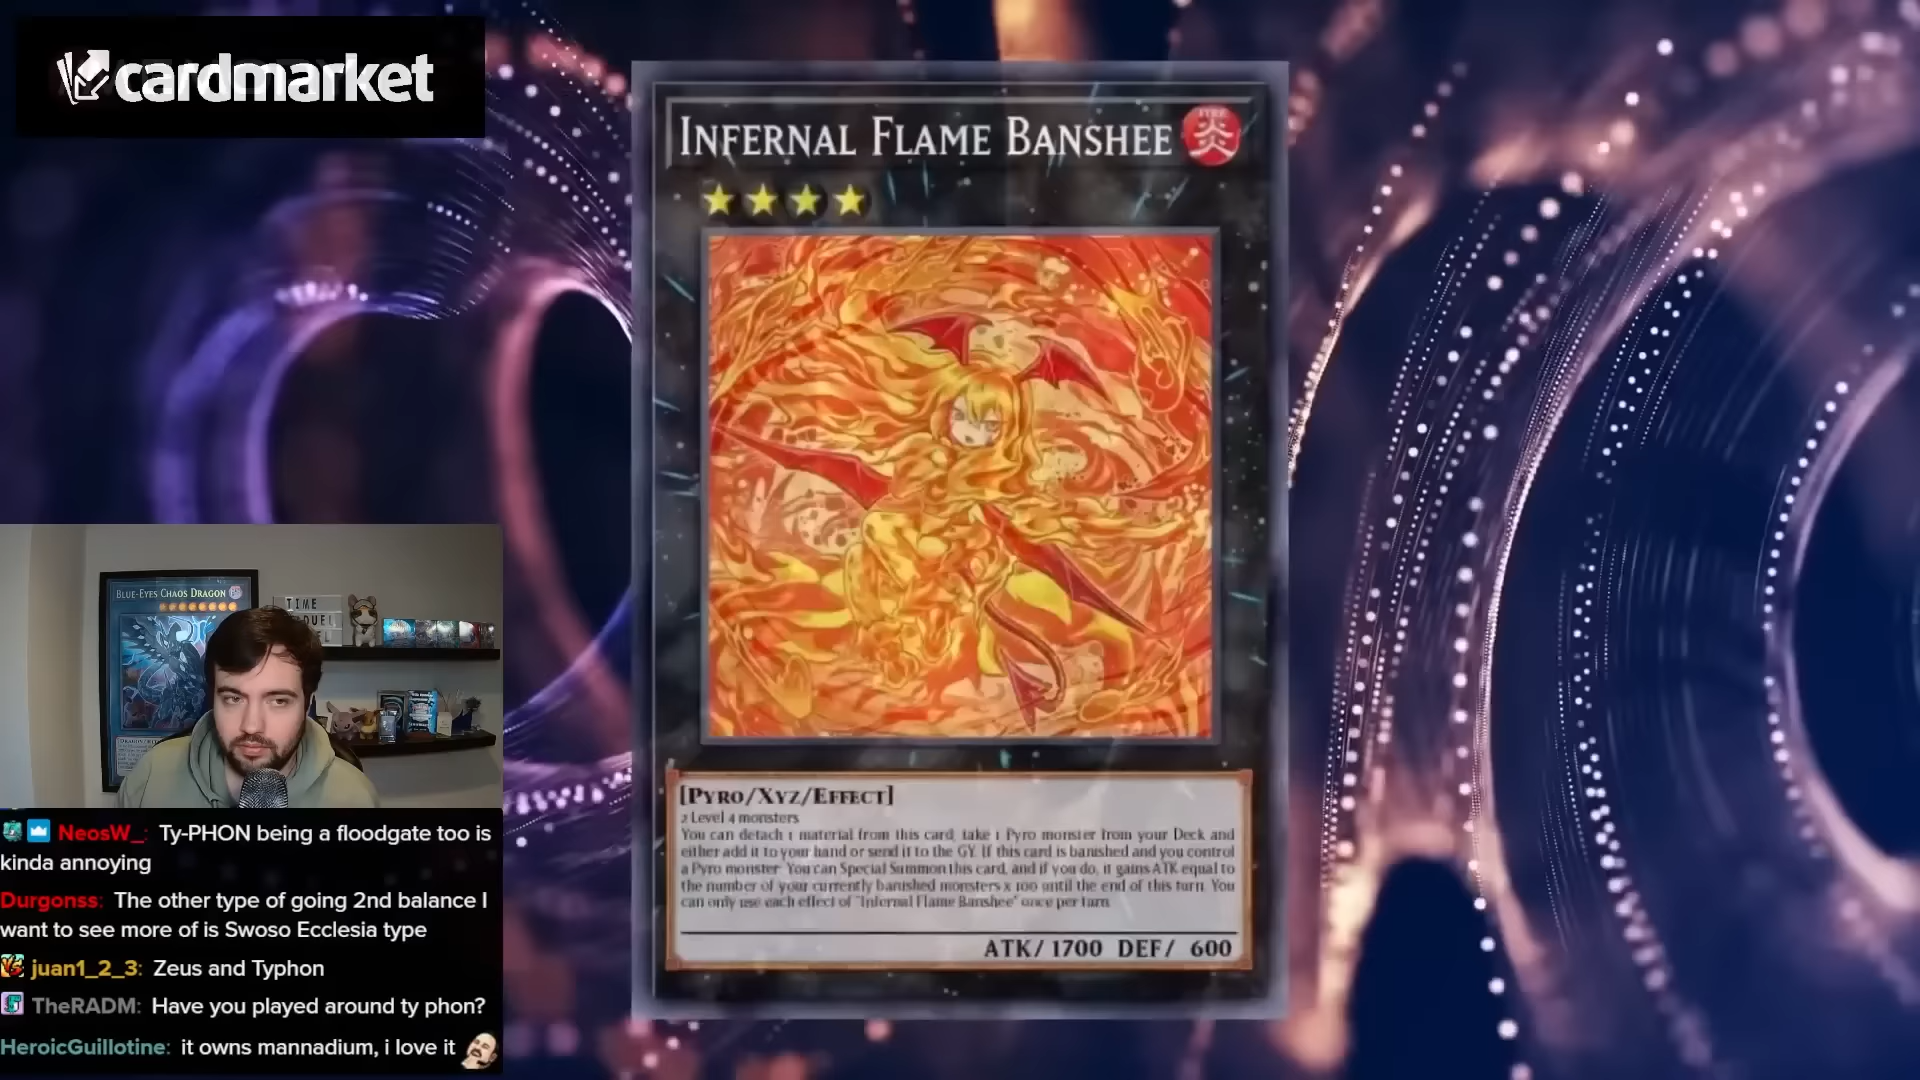 cardmarket
INFERNAL FLAME BANSHEE
炎
[PYRO/XYZ/EFFECT]
2 Level 4 monsters
You can detach 1 material from this card, take 1 Pyro monster from your Deck and
either add it to your hand or send it to the GY. If this card is banished and you control
a Pyro monster: You can Special Summon this card, and if you do, it gains ATK equal to
the number of your currently banished monsters x 100 until the end of this turn. You
can only use each effect of "Infernal Flame Banshee" once per turn.
ATK/ 1700 DEF/ 600
BLUE-EYES CHAOS DRAGON
TIME
DUEL
NeosW_: Ty-PHON being a floodgate too is
kinda annoying
Durgonss: The other type of going 2nd balance I
want to see more of is Swoso Ecclesia type
juan1_2_3: Zeus and Typhon
TheRADM: Have you played around ty phon?
HeroicGuillotine: it owns mannadium, i love it